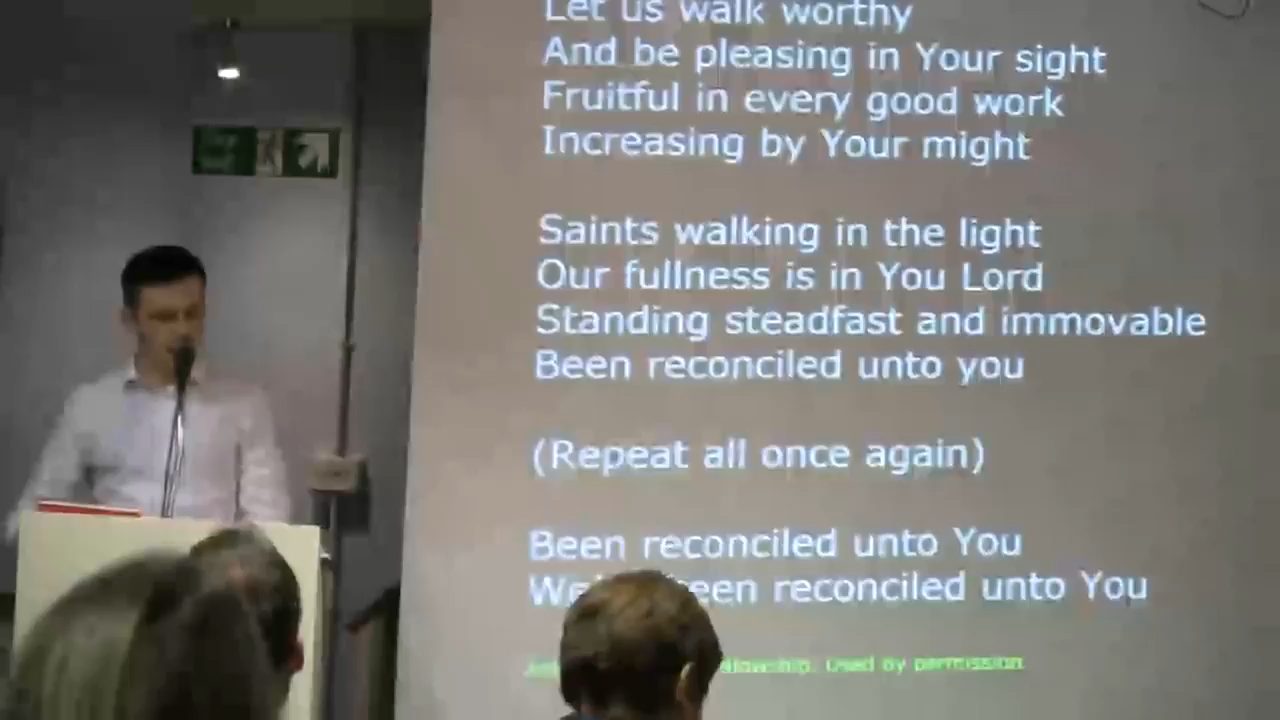 Let us walk worthy
And be pleasing in Your sight
Fruitful in every good work
Increasing by Your might
Saints walking in the light
Our fullness is in You Lord
Standing steadfast and immovable
Been reconciled unto you
(Repeat all once again)
Been reconciled unto You
reconciled unto You
Used by permission